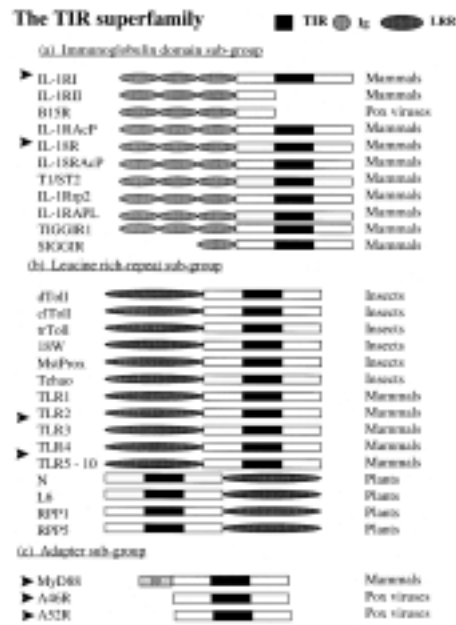 The TIR superfamily
TIR Ig LRR
(a) Immunoglobulin domain sub-group
IL-1RI Mammals
IL-1RII Mammals
B15R Pox viruses
IL-1RAcP Mammals
IL-18R Mammals
IL-18RAcP Mammals
T1/ST2 Mammals
IL-1Rrp2 Mammals
IL-1RAPL Mammals
TIGGIR1 Mammals
SIGGIR Mammals
(b) Leucine rich-repeat sub-group
dToll Insects
Insects
trToll Insects
18W Insects
MstProx Insects
Tehao Insects
TLR1 Mammals
TLR2 Mammals
TLR3 Mammals
TLR4 Mammals
TLR5 - 10 Mammals
N Plants
L6 Plants
RPP1 Plants
RPP5 Plants
(c) Adapter sub-group
MyD88 Mammals
A46R Pox viruses
A52R Pox viruses